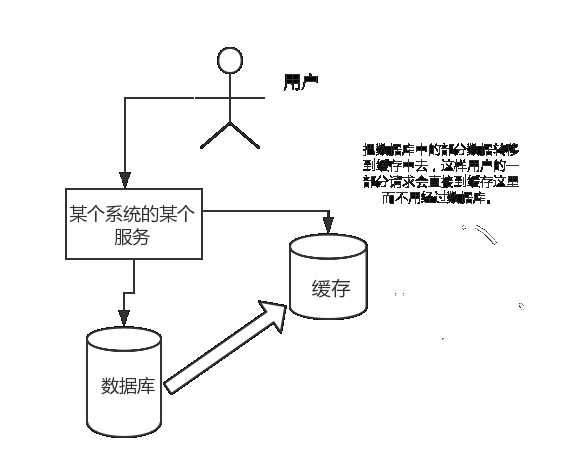 用户
把数据库中的部分数据转移
到缓存中去，这样用户的一
部分请求会直接到缓存这里
而不用经过数据库。
某个系统的某个
服务
缓存
数据库